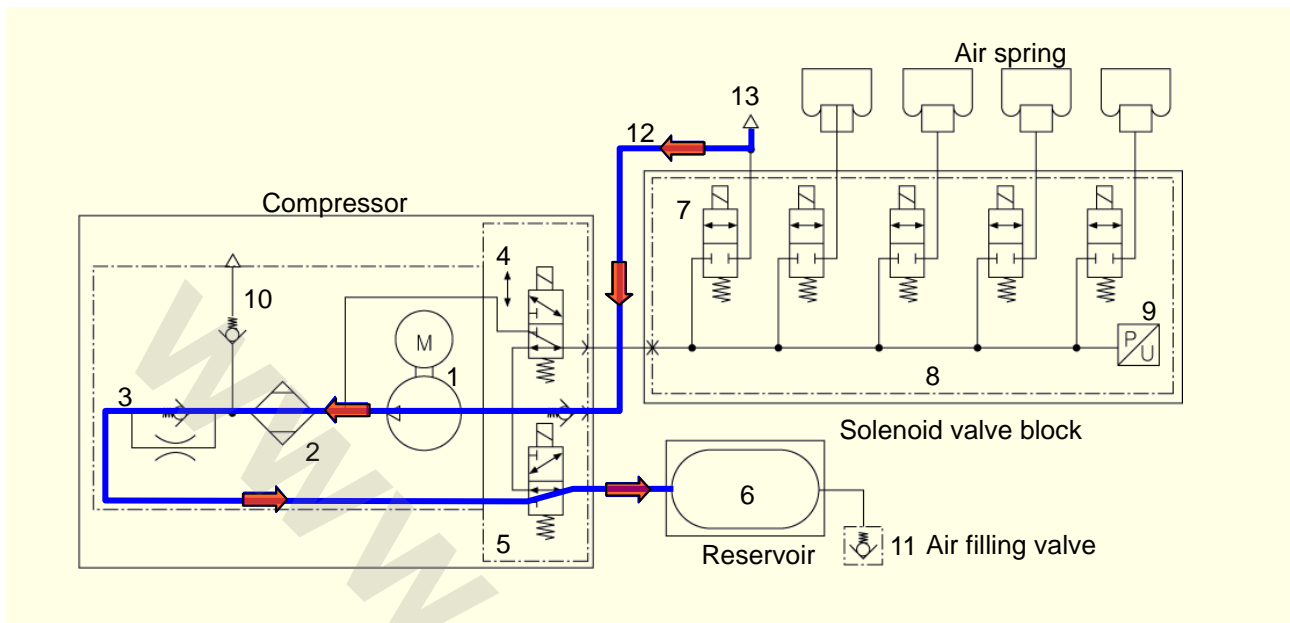 Air spring
13
12
7
Compressor
4
10
9
M
P
U
1
8
3
Solenoid valve block
2
6
5
11 Air filling valve
Reservoir
www